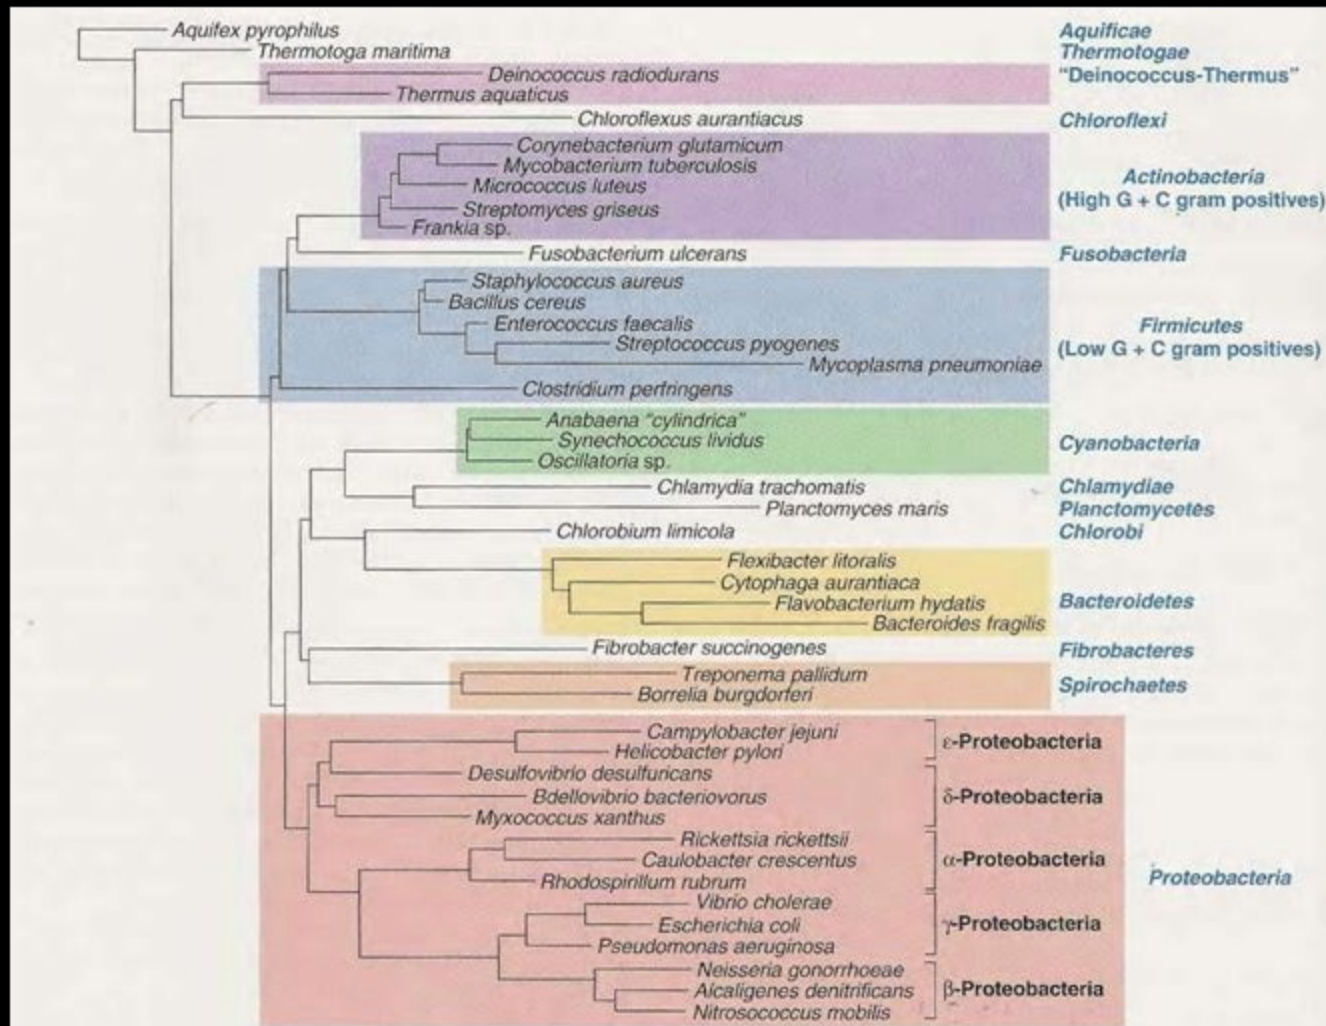 Aquifex pyrophilus Aquificae
Thermotoga maritima Thermotogae
Deinococcus radiodurans "Deinococcus-Thermus"
Thermus aquaticus
Chloroflexus aurantiacus Chloroflexi
Corynebacterium glutamicum
Mycobacterium tuberculosis
Actinobacteria
Micrococcus luteus (High G + C gram positives)
Streptomyces griseus
Frankia sp.
Fusobacterium ulcerans Fusobacteria
Staphylococcus aureus
Bacillus cereus
Enterococcus faecalis Firmicutes
Streptococcus pyogenes (Low G + C gram positives)
Mycoplasma pneumoniae
Clostridium perfringens
Anabaena "cylindrica"
Synechococcus lividus Cyanobacteria
Oscillatoria sp.
Chlamydia trachomatis Chlamydiae
Planctomyces maris Planctomycetes
Chlorobium limicola Chlorobi
Flexibacter litoralis
Cytophaga aurantiaca
Flavobacterium hydatis Bacteroidetes
Bacteroides fragilis
Fibrobacter succinogenes Fibrobacteres
Treponema pallidum Spirochaetes
Borrelia burgdorferi
Campylobacter jejuni ε-Proteobacteria
Helicobacter pylori
Desulfovibrio desulfuricans
Bdellovibrio bacteriovorus δ-Proteobacteria
Myxococcus xanthus
Rickettsia rickettsii
Caulobacter crescentus α-Proteobacteria
Rhodospirillum rubrum Proteobacteria
Vibrio cholerae
Escherichia coli γ-Proteobacteria
Pseudomonas aeruginosa
Neisseria gonorrhoeae
Alcaligenes denitrificans β-Proteobacteria
Nitrosococcus mobilis